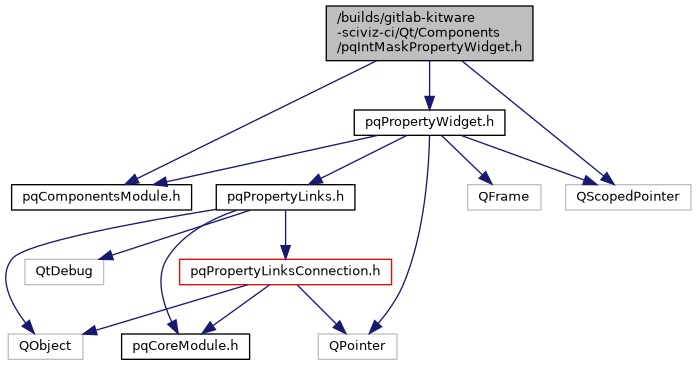 /builds/gitlab-kitware
-sciviz-ci/Qt/Components
/pqIntMaskPropertyWidget.h
pqPropertyWidget.h
pqComponentsModule.h
pqPropertyLinks.h
QFrame
QScopedPointer
QtDebug
pqPropertyLinksConnection.h
QObject
pqCoreModule.h
QPointer